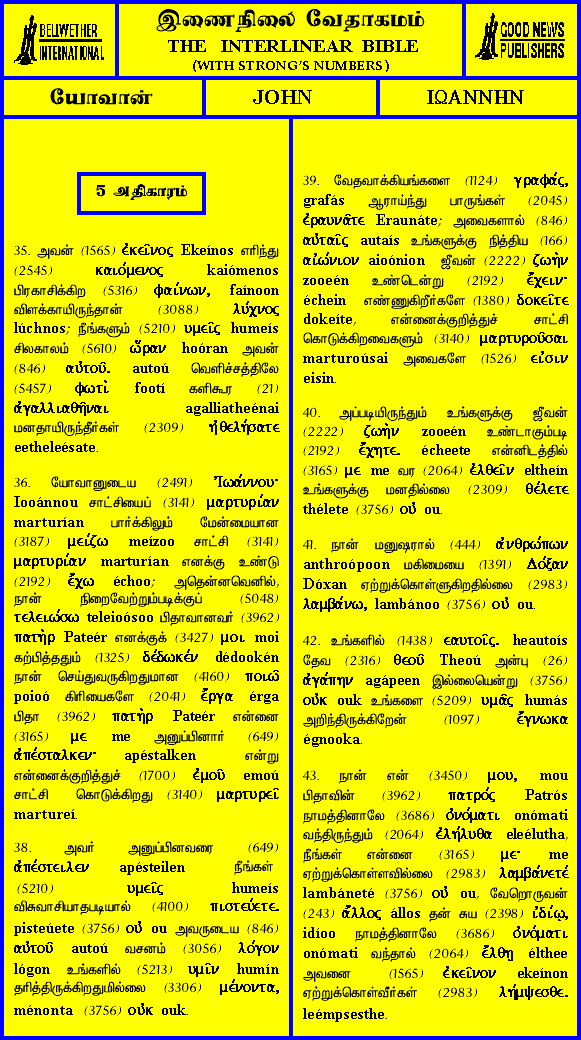 BELLWETHER
INTERNATIONAL
இணைநிலை வேதாகமம்
THE INTERLINEAR BIBLE
(WITH STRONG'S NUMBERS)
GOOD NEWS
PUBLISHERS
யோவான்
JOHN
ΙΩΑΝΝΗΝ
5 அதிகாரம்
35. அவன் (1565) ἐκεῖνος Ekeínos எரிந்து
(2545) καιόμενος kaiómenos
பிரகாசிக்கிற (5316) φαίνων, faínoon
விளக்காயிருந்தான் (3088) λύχνος
lúchnos; நீங்களும் (5210) υμεῖς humeís
சிலகாலம் (5610) ὥραν hoóran அவன்
(846) αὐτοῦ. autoú வெளிச்சத்திலே
(5457) φωτὶ footí களிகூர (21)
ἀγαλλιαθῆναι agalliatheénai
மனதாயிருந்தீர்கள் (2309) ἠθελήσατε
eetheleésate.
36. யோவானுடைய (2491) Ἰωάννου·
Iooánnou சாட்சியைப் (3141) μαρτυρίαν
marturían பார்க்கிலும் மேன்மையான
(3187) μείζω meízoo சாட்சி (3141)
μαρτυρίαν marturían எனக்கு உண்டு
(2192) ἔχω échoo; அதென்னவெனில்,
நான் நிறைவேற்றும்படிக்குப் (5048)
τελειώσω teleioósoo பிதாவானவர் (3962)
πατὴρ Pateér எனக்குக் (3427) μοι moi
கற்பித்ததும் (1325) δέδωκέν dédookén
நான் செய்துவருகிறதுமான (4160) ποιῶ
poioó கிரியைகளே (2041) ἔργα érga
பிதா (3962) πατὴρ Pateér என்னை
(3165) με me அனுப்பினார் (649)
ἀπέσταλκεν· apéstalken என்று
என்னைக்குறித்துச் (1700) ἐμοῦ emoú
சாட்சி கொடுக்கிறது (3140) μαρτυρεῖ
martureí.
38. அவர் அனுப்பினவரை (649)
ἀπέστειλεν apésteilen நீங்கள்
(5210) υμεῖς humeís
விசுவாசியாதபடியால் (4100) πιστεύετε.
pisteúete (3756) οὐ ou அவருடைய (846)
αὐτοῦ autoú வசனம் (3056) λόγον
lógon உங்களில் (5213) υμῖν humín
தரித்திருக்கிறதுமில்லை (3306) μένοντα,
ménonta (3756) οὐκ ouk.
39. வேதவாக்கியங்களை (1124) γραφάς,
grafás ஆராய்ந்து பாருங்கள் (2045)
ἐραυνᾶτε Eraunáte; அவைகளால் (846)
αὐταῖς autaís உங்களுக்கு நித்திய (166)
αἰώνιον aioónion ஜீவன் (2222) ζωὴν
zooeén உண்டென்று (2192) ἔχειν·
échein எண்ணுகிறீர்களே (1380) δοκεῖτε
dokeíte, என்னைக்குறித்துச் சாட்சி
கொடுக்கிறவைகளும் (3140) μαρτυροῦσαι
marturoúsai அவைகளே (1526) εἰσιν
eisin.
40. அப்படியிருந்தும் உங்களுக்கு ஜீவன்
(2222) ζωὴν zooeén உண்டாகும்படி
(2192) ἔχητε. écheete என்னிடத்தில்
(3165) με me வர (2064) ἐλθεῖν eltheín
உங்களுக்கு மனதில்லை (2309) θέλετε
thélete (3756) οὐ ou.
41. நான் மனுஷரால் (444) ἀνθρώπων
anthroópoon மகிமையை (1391) Δόξαν
Dóxan ஏற்றுக்கொள்ளுகிறதில்லை (2983)
λαμβάνω, lambánoo (3756) οὐ ou.
42. உங்களில் (1438) εαυτοῖς. heautoís
தேவ (2316) θεοῦ Theoú அன்பு (26)
ἀγάπην agápeen இல்லையென்று (3756)
οὐκ ouk உங்களை (5209) υμᾶς humás
அறிந்திருக்கிறேன் (1097) ἔγνωκα
égnooka.
43. நான் என் (3450) μου, mou
பிதாவின் (3962) πατρός Patrós
நாமத்தினாலே (3686) ὀνόματι onómati
வந்திருந்தும் (2064) ἐλήλυθα eleélutha,
நீங்கள் என்னை (3165) με· me
ஏற்றுக்கொள்ளவில்லை (2983) λαμβάνετέ
lambáneté (3756) οὐ ou, வேறொருவன்
(243) ἄλλος állos தன் சுய (2398) ἰδίῳ,
idíoo நாமத்தினாலே (3686) ὀνόματι
onómati வந்தால் (2064) ἔλθῃ élthee
அவனை (1565) ἐκεῖνον ekeínon
ஏற்றுக்கொள்வீர்கள் (2983) λήμψεσθε.
leémpsesthe.